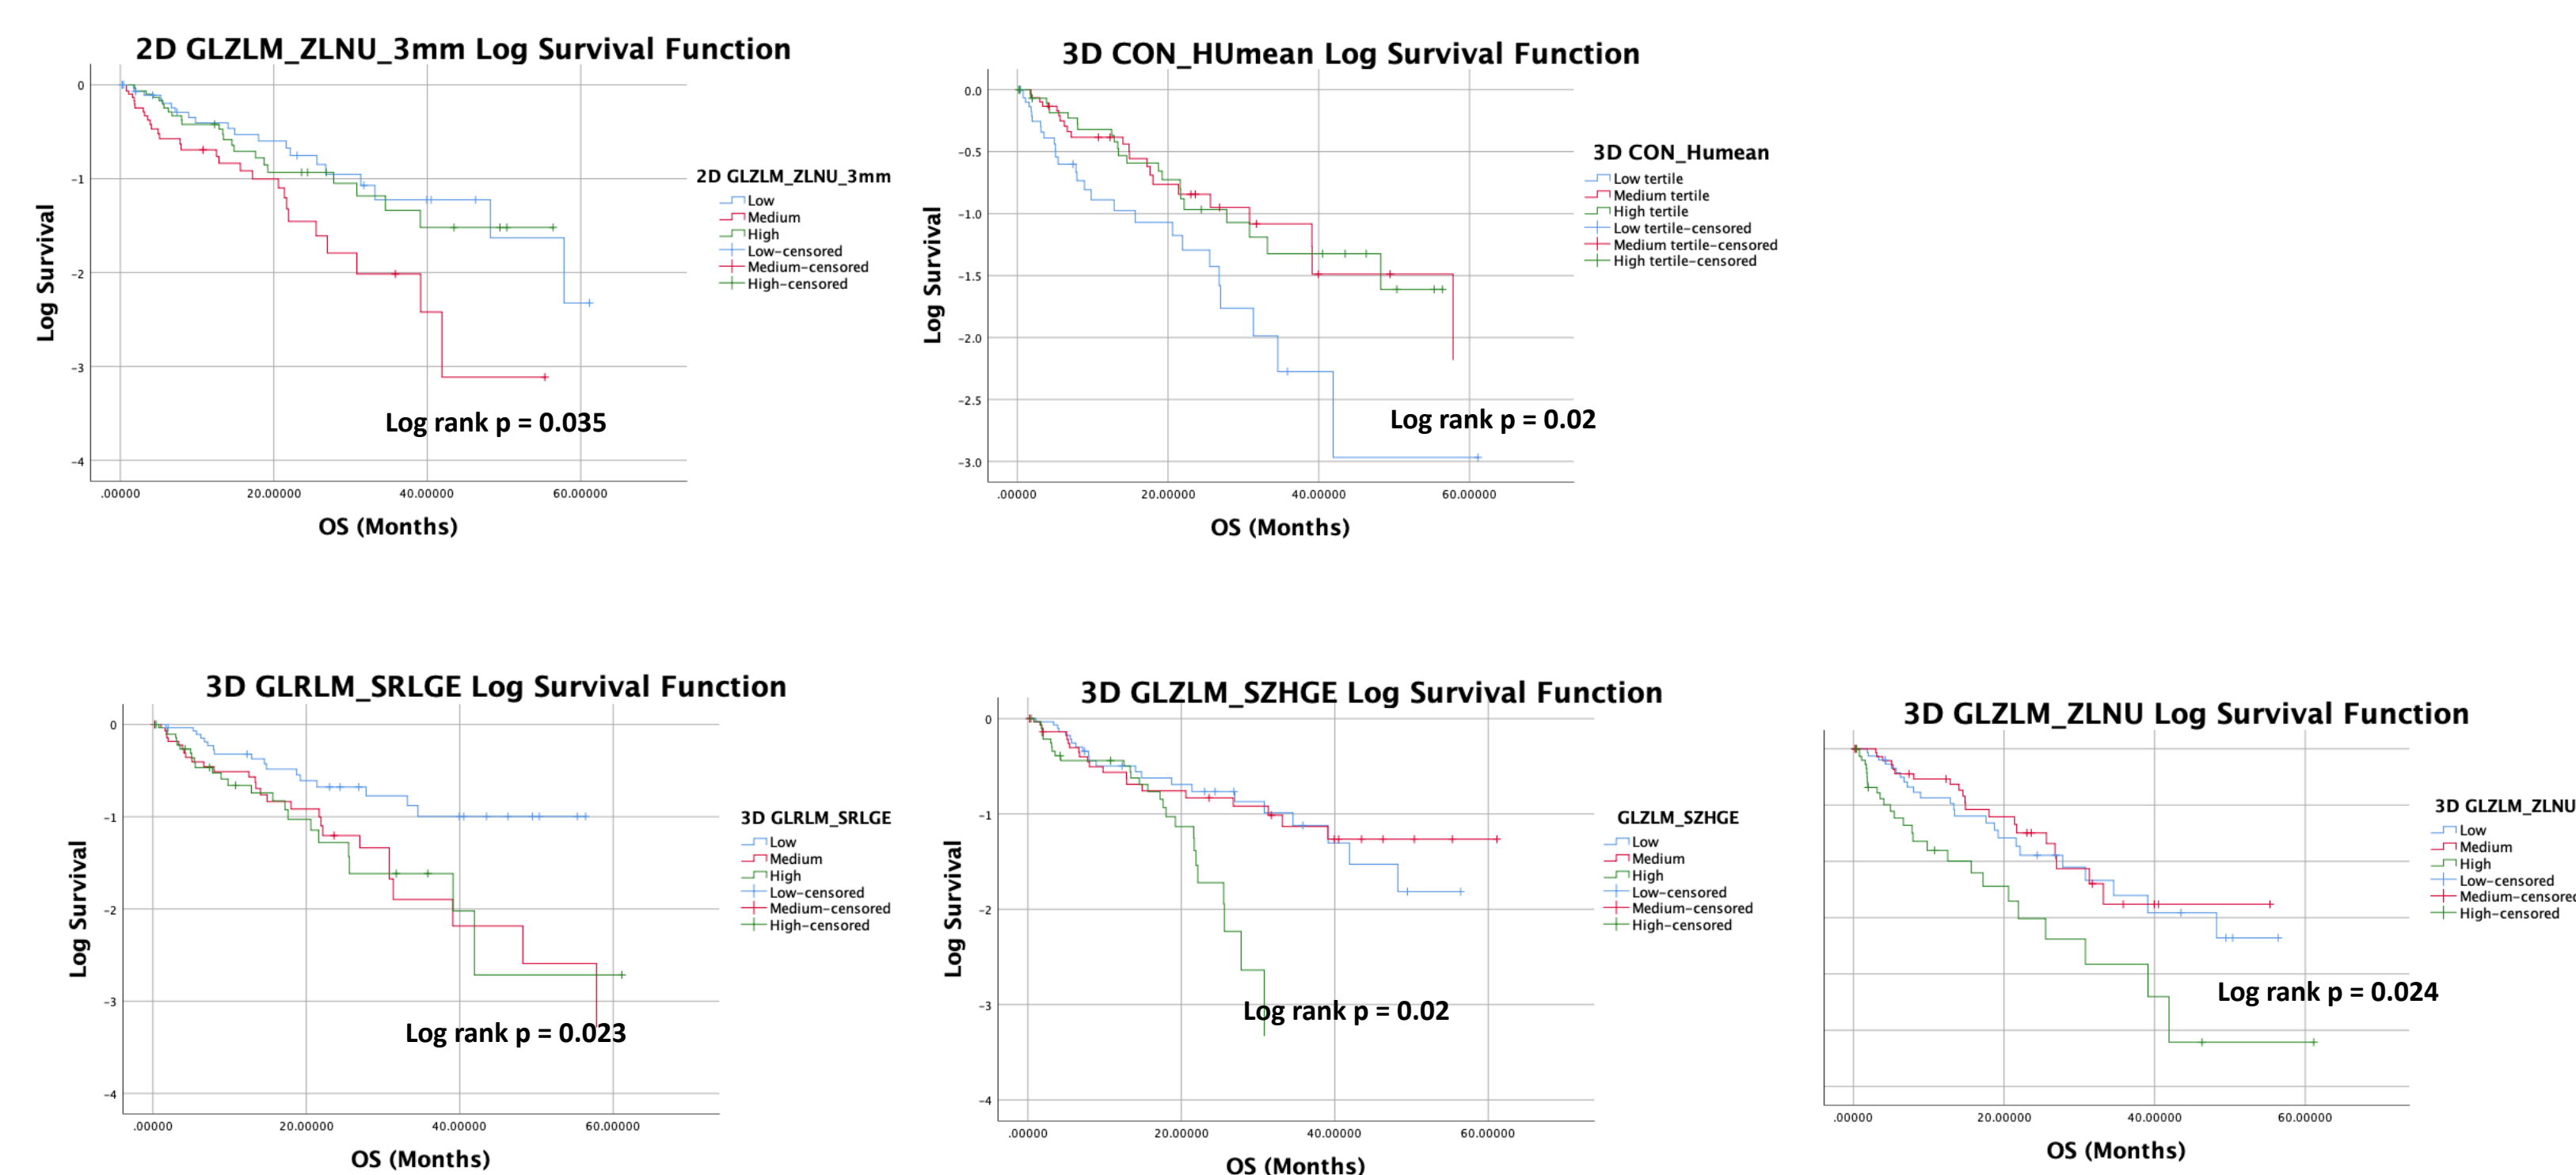 2D GLZLM_ZLNU_3mm Log Survival Function
0
−1
−2
−3
−4
Log Survival
.00000 20.00000 40.00000 60.00000
OS (Months)
Log rank p = 0.035
2D GLZLM_ZLNU_3mm
Low
Medium
High
Low-censored
Medium-censored
High-censored
3D CON_HUmean Log Survival Function
0.0
−0.5
−1.0
−1.5
−2.0
−2.5
−3.0
Log Survival
.00000 20.00000 40.00000 60.00000
OS (Months)
Log rank p = 0.02
3D CON_Humean
Low tertile
Medium tertile
High tertile
Low tertile-censored
Medium tertile-censored
High tertile-censored
3D GLRLM_SRLGE Log Survival Function
0
−1
−2
−3
−4
Log Survival
.00000 20.00000 40.00000 60.00000
OS (Months)
Log rank p = 0.023
3D GLRLM_SRLGE
Low
Medium
High
Low-censored
Medium-censored
High-censored
3D GLZLM_SZHGE Log Survival Function
0
−1
−2
−3
−4
Log Survival
.00000 20.00000 40.00000 60.00000
OS (Months)
Log rank p = 0.02
GLZLM_SZHGE
Low
Medium
High
Low-censored
Medium-censored
High-censored
3D GLZLM_ZLNU Log Survival Function
.00000 20.00000 40.00000 60.00000
OS (Months)
Log rank p = 0.024
3D GLZLM_ZLNU
Low
Medium
High
Low-censored
Medium-censored
High-censored